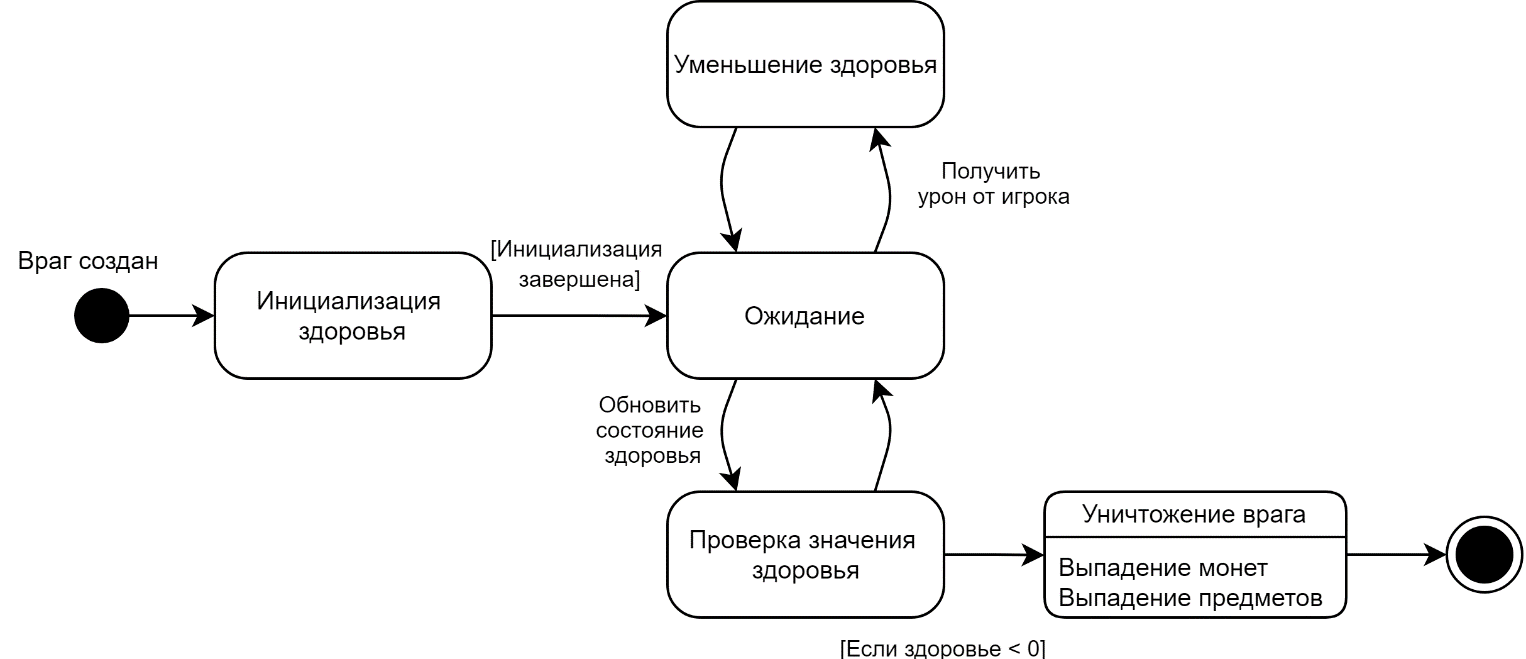 Уменьшение здоровья
Получить
урон от игрока
Враг создан
[Инициализация
завершена]
Инициализация
здоровья
Ожидание
Обновить
состояние
здоровья
Проверка значения
здоровья
Уничтожение врага
Выпадение монет
Выпадение предметов
[Если здоровье < 0]